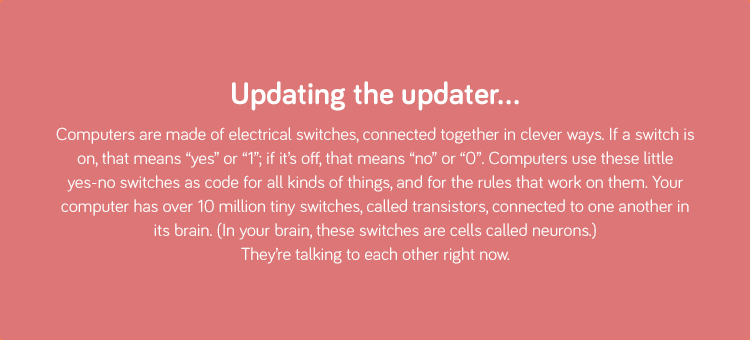 Updating the updater...
Computers are made of electrical switches, connected together in clever ways. If a switch is
on, that means “yes” or “1”; if it’s off, that means “no” or “0”. Computers use these little
yes-no switches as code for all kinds of things, and for the rules that work on them. Your
computer has over 10 million tiny switches, called transistors, connected to one another in
its brain. (In your brain, these switches are cells called neurons.)
They’re talking to each other right now.